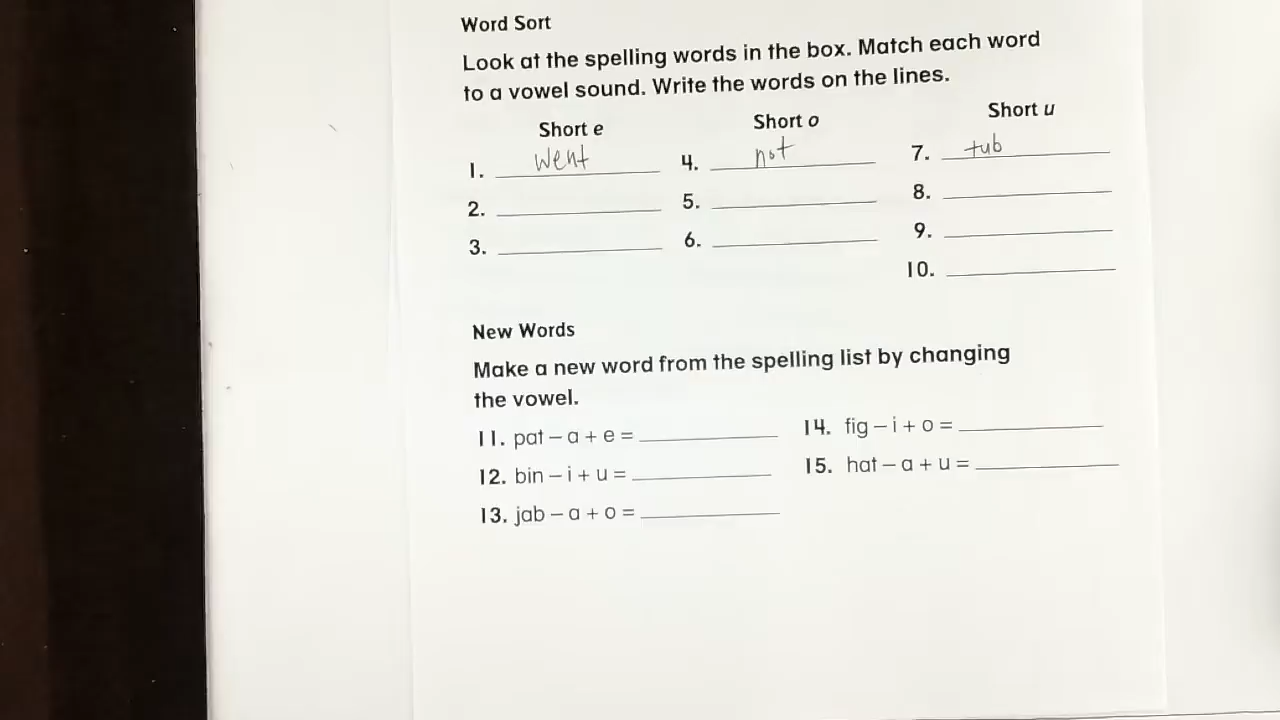 Word Sort
Look at the spelling words in the box. Match each word
to a vowel sound. Write the words on the lines.
Short e Short o Short u
1. went 4. not 7. tub
2. 5. 8.
3. 6. 9.
10.
New Words
Make a new word from the spelling list by changing
the vowel.
11. pat – a + e = 14. fig – i + o =
12. bin – i + u = 15. hat – a + u =
13. jab – a + o =